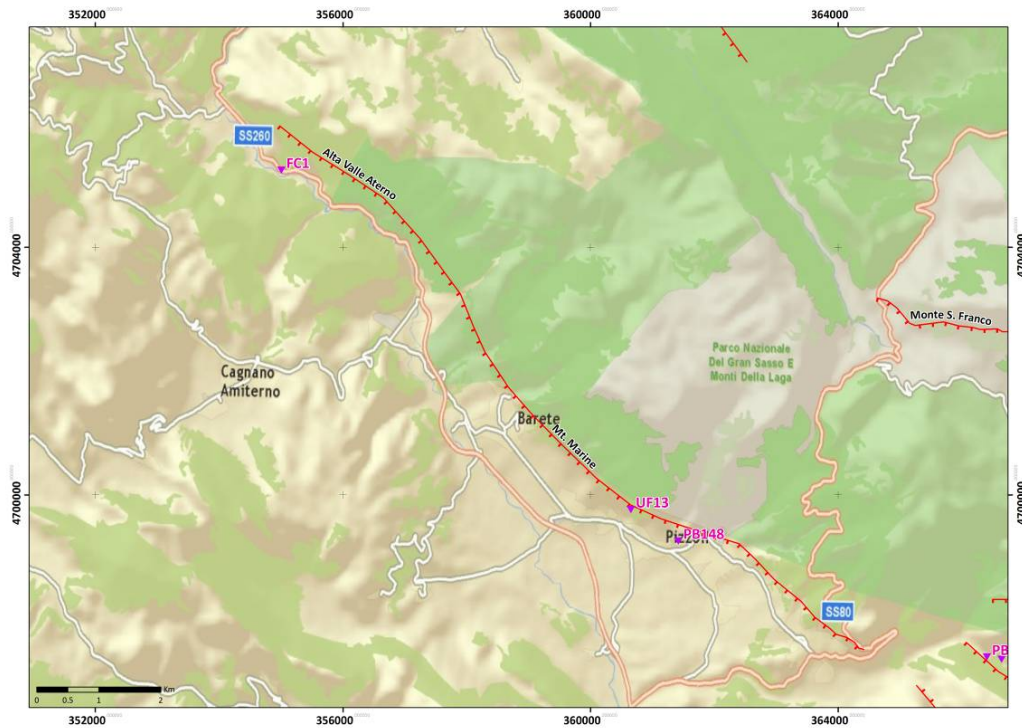 352000
356000
360000
364000
SS260
FC1
Alta Valle Aterno
4704000
4704000
Monte S. Franco
Parco Nazionale
Del Gran Sasso E
Monti Della Laga
Cagnano
Amiterno
Barete
Mt. Marine
4700000
4700000
UF13
PB148
SS80
PB
Km
0 0.5 1 2
352000
356000
360000
364000